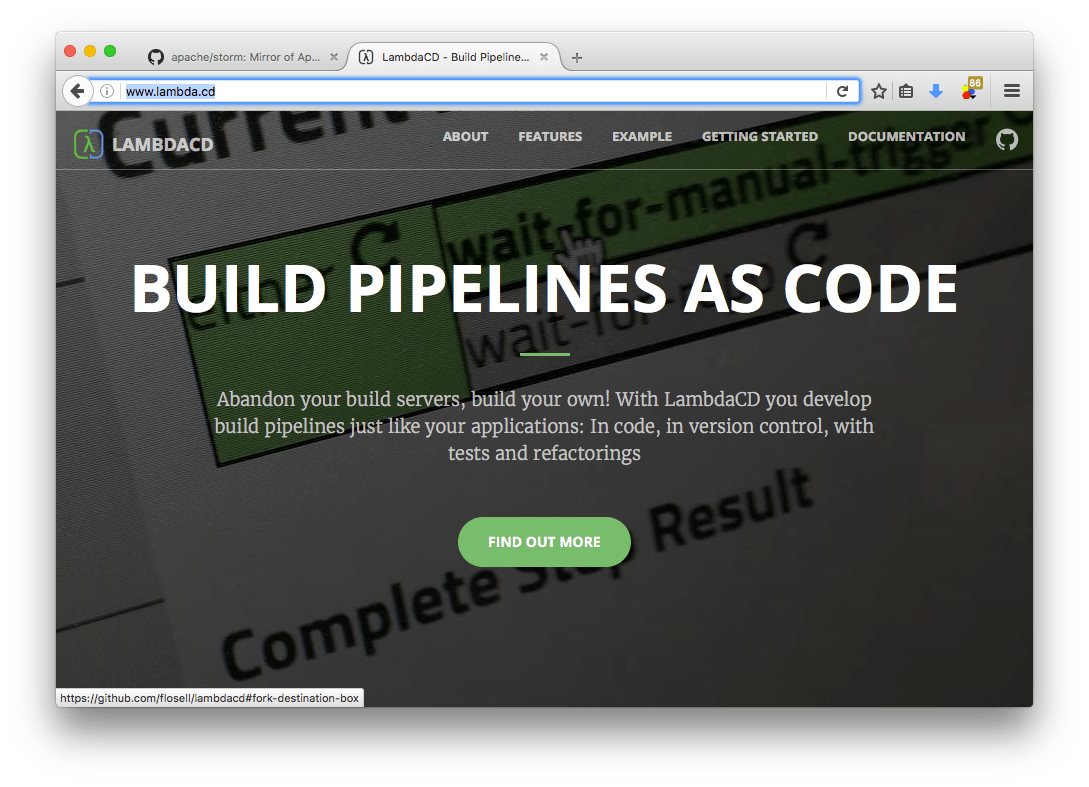 apache/storm: Mirror of Ap...
LambdaCD - Build Pipeline...
www.lambda.cd
86
LAMBDACD
ABOUT
FEATURES
EXAMPLE
GETTING STARTED
DOCUMENTATION
Current
either
wait-for-manual-trigger
wait-for-repo
BUILD PIPELINES AS CODE
Abandon your build servers, build your own! With LambdaCD you develop
build pipelines just like your applications: In code, in version control, with
tests and refactorings
FIND OUT MORE
Complete Step Result
https://github.com/flosell/lambdacd#fork-destination-box